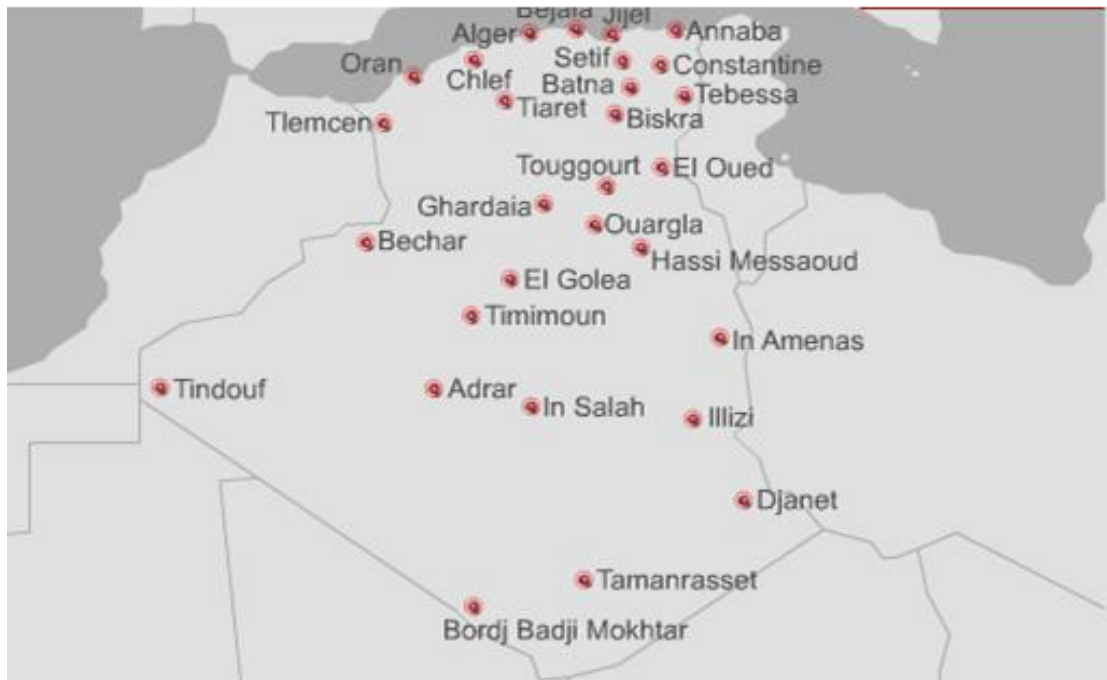 Bejaia
Jijel
Alger
Annaba
Oran
Setif
Constantine
Chlef
Batna
Tebessa
Tiaret
Tlemcen
Biskra
Touggourt
El Oued
Ghardaia
Ouargla
Bechar
Hassi Messaoud
El Golea
Timimoun
In Amenas
Tindouf
Adrar
In Salah
Illizi
Djanet
Tamanrasset
Bordj Badji Mokhtar